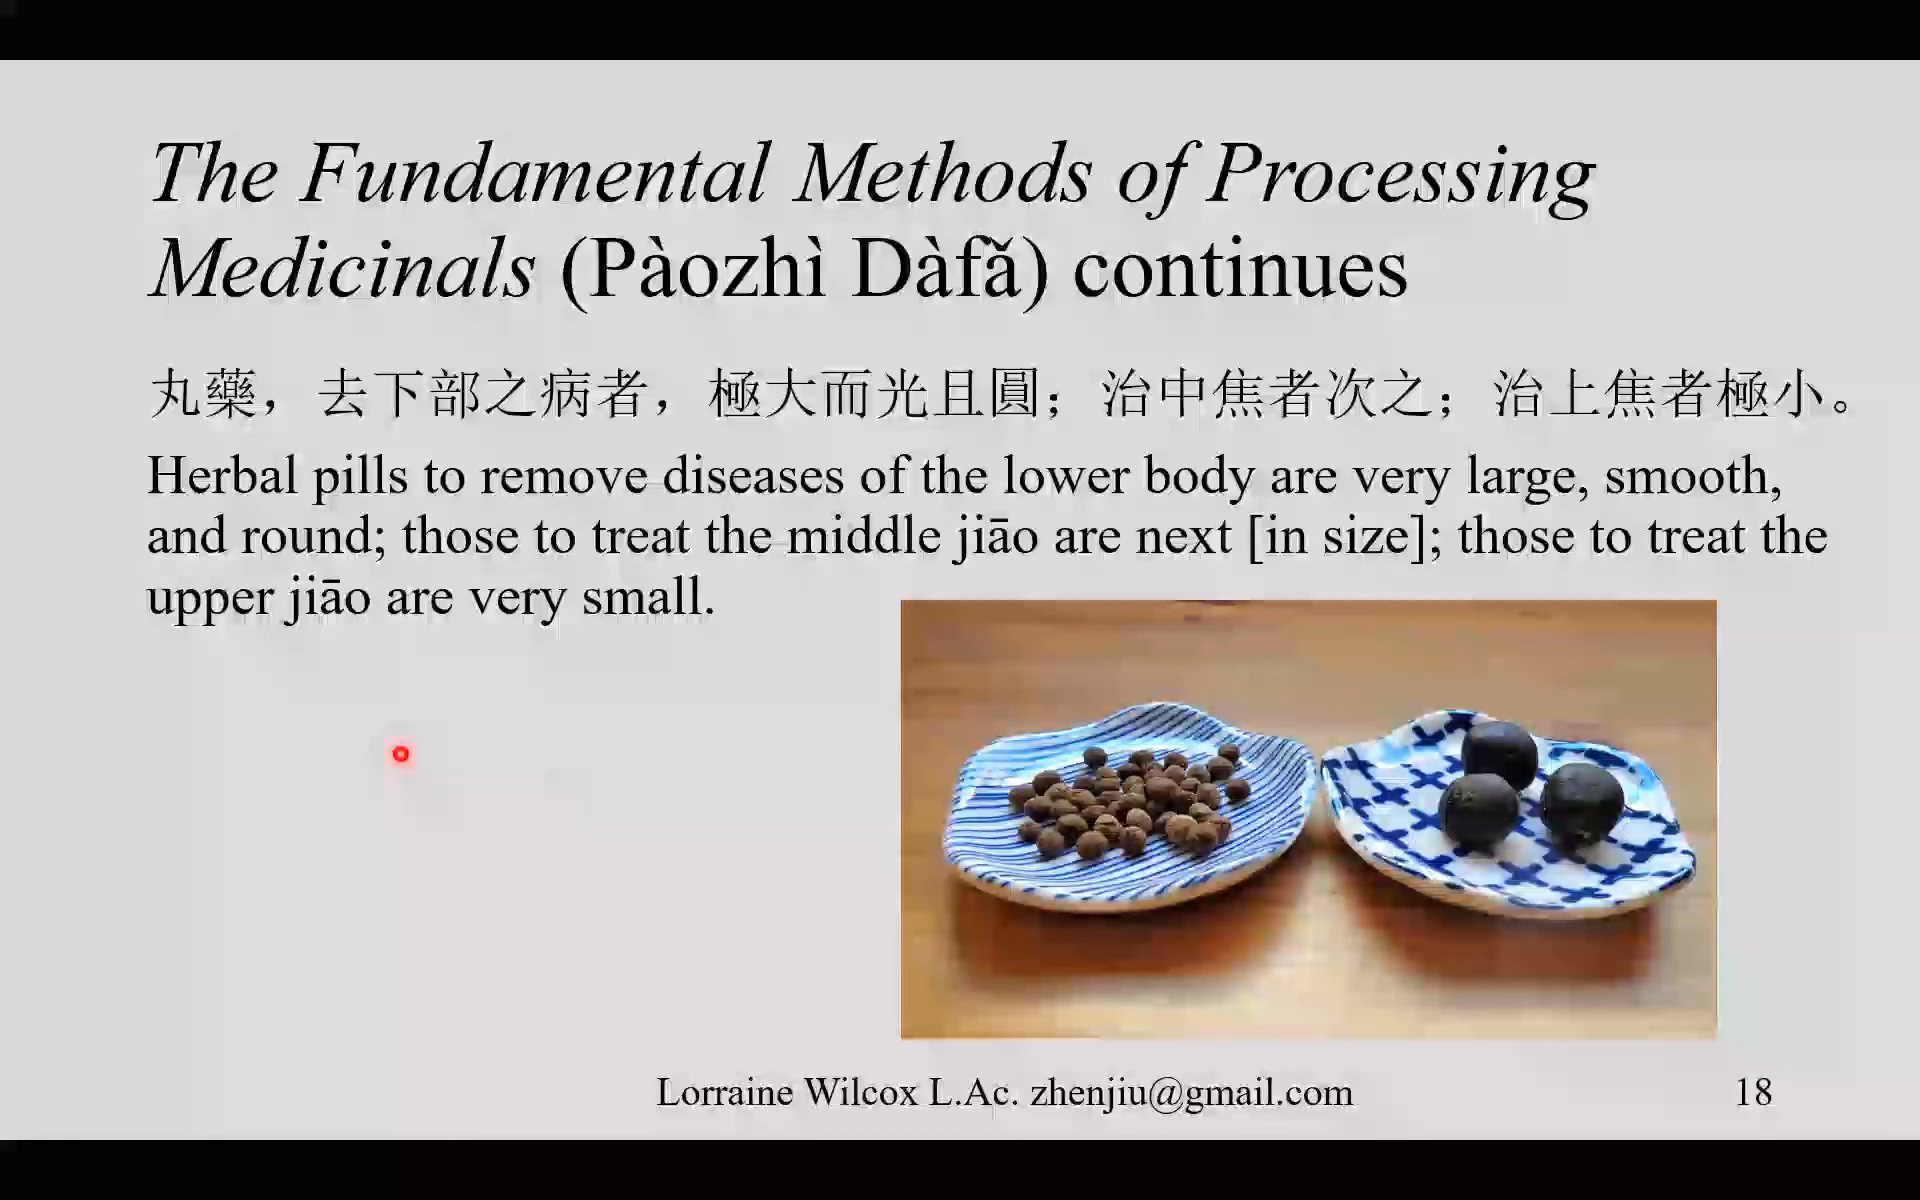 The Fundamental Methods of Processing
Medicinals (Pàozhì Dàfǎ) continues
丸藥，去下部之病者，極大而光且圓；治中焦者次之；治上焦者極小。
Herbal pills to remove diseases of the lower body are very large, smooth,
and round; those to treat the middle jiāo are next [in size]; those to treat the
upper jiāo are very small.
Lorraine Wilcox L.Ac. zhenjiu@gmail.com
18